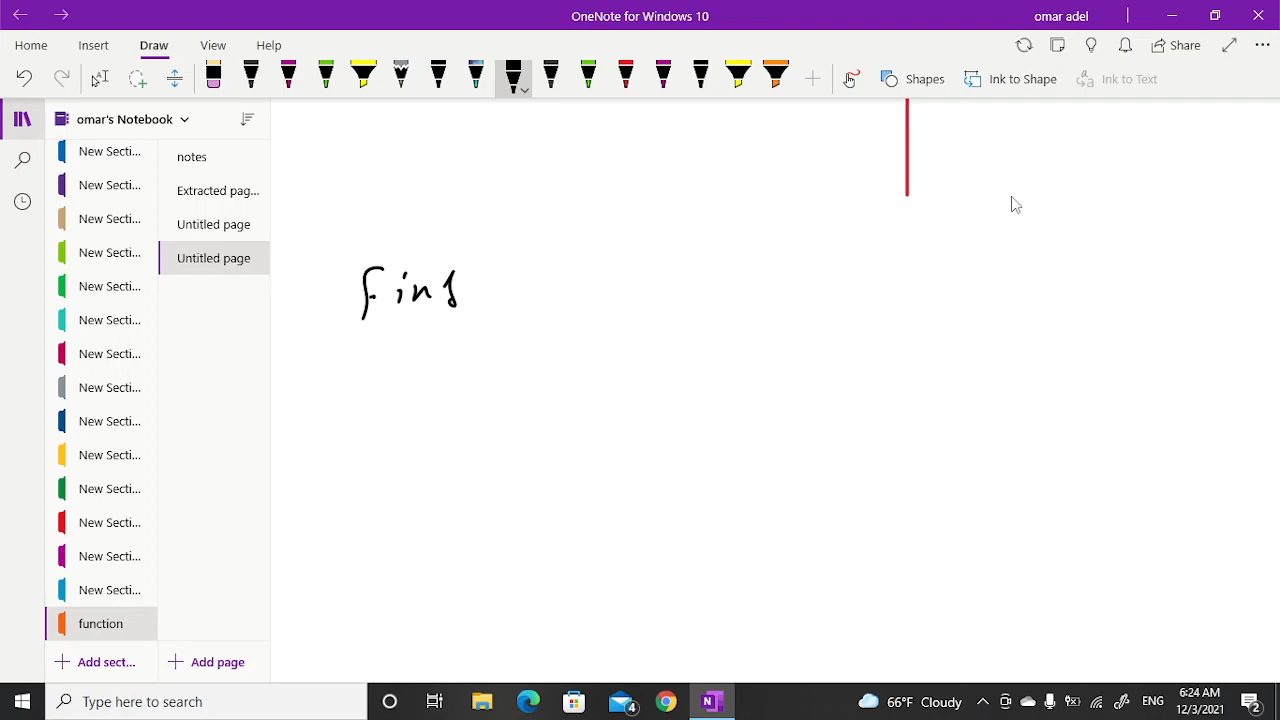 OneNote for Windows 10
omar adel
Home Insert Draw View Help
Share
Shapes Ink to Shape Ink to Text
omar's Notebook
New Secti...
New Secti...
New Secti...
New Secti...
New Secti...
New Secti...
New Secti...
New Secti...
New Secti...
New Secti...
New Secti...
New Secti...
New Secti...
New Secti...
function
Add sect...
notes
Extracted pag...
Untitled page
Untitled page
Add page
Find
Type here to search
4
66°F Cloudy
ENG
6:24 AM
12/3/2021
2